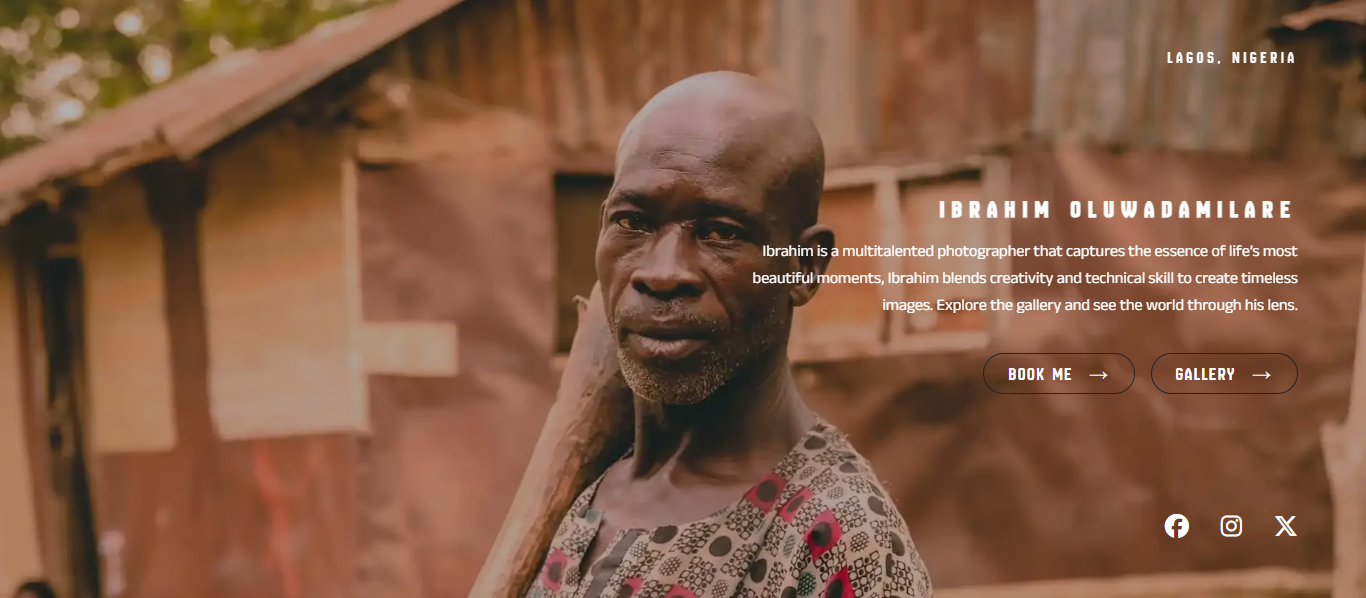 LAGOS, NIGERIA
IBRAHIM OLUWADAMILARE
Ibrahim is a multitalented photographer that captures the essence of life's most
beautiful moments, Ibrahim blends creativity and technical skill to create timeless
images. Explore the gallery and see the world through his lens.
BOOK ME → GALLERY →